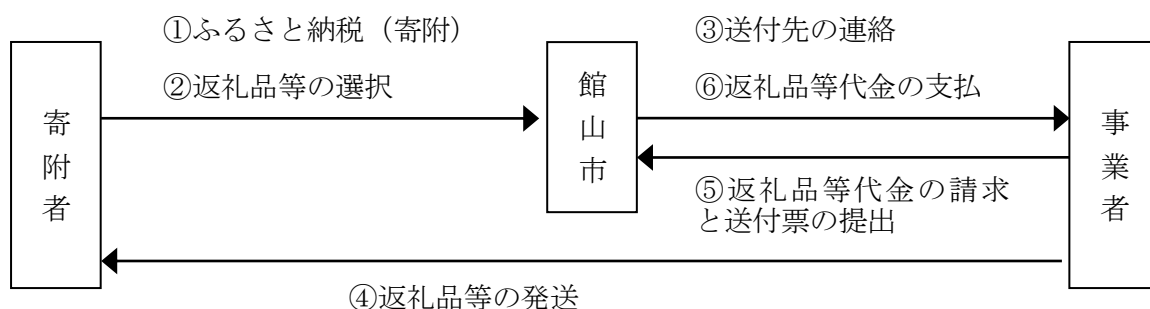 ①ふるさと納税（寄附）
②返礼品等の選択
③送付先の連絡
⑥返礼品等代金の支払
寄附者
館山市
事業者
⑤返礼品等代金の請求
と送付票の提出
④返礼品等の発送